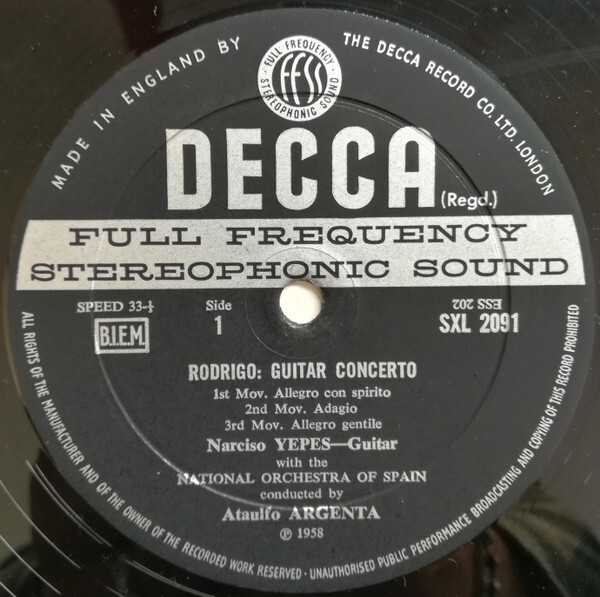 MADE IN ENGLAND BY
THE DECCA RECORD CO. LTD. LONDON
FULL FREQUENCY
ffss
STEREOPHONIC SOUND
DECCA (Regd.)
FULL FREQUENCY
STEREOPHONIC SOUND
SPEED 33-⅓
Side
1
ESS 202
B.I.E.M.
SXL 2091
RODRIGO: GUITAR CONCERTO
1st Mov. Allegro con spirito
2nd Mov. Adagio
3rd Mov. Allegro gentile
Narciso YEPES—Guitar
with the
NATIONAL ORCHESTRA OF SPAIN
conducted by
Ataulfo ARGENTA
℗ 1958
ALL RIGHTS OF THE MANUFACTURER AND OF THE OWNER OF THE RECORDED WORK RESERVED · UNAUTHORISED PUBLIC PERFORMANCE BROADCASTING AND COPYING OF THIS RECORD PROHIBITED